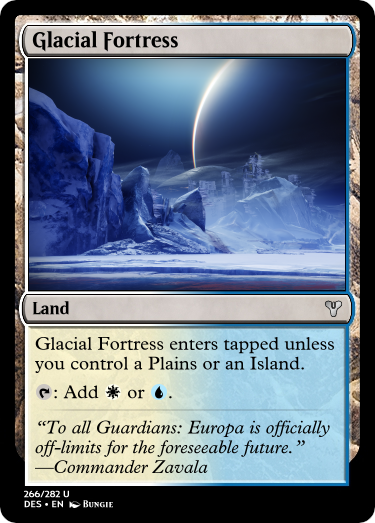 Glacial Fortress
Land
Glacial Fortress enters tapped unless
you control a Plains or an Island.
: Add or .
“To all Guardians: Europa is officially
off-limits for the foreseeable future.”
—Commander Zavala
266/282 U
DES • EN Bungie